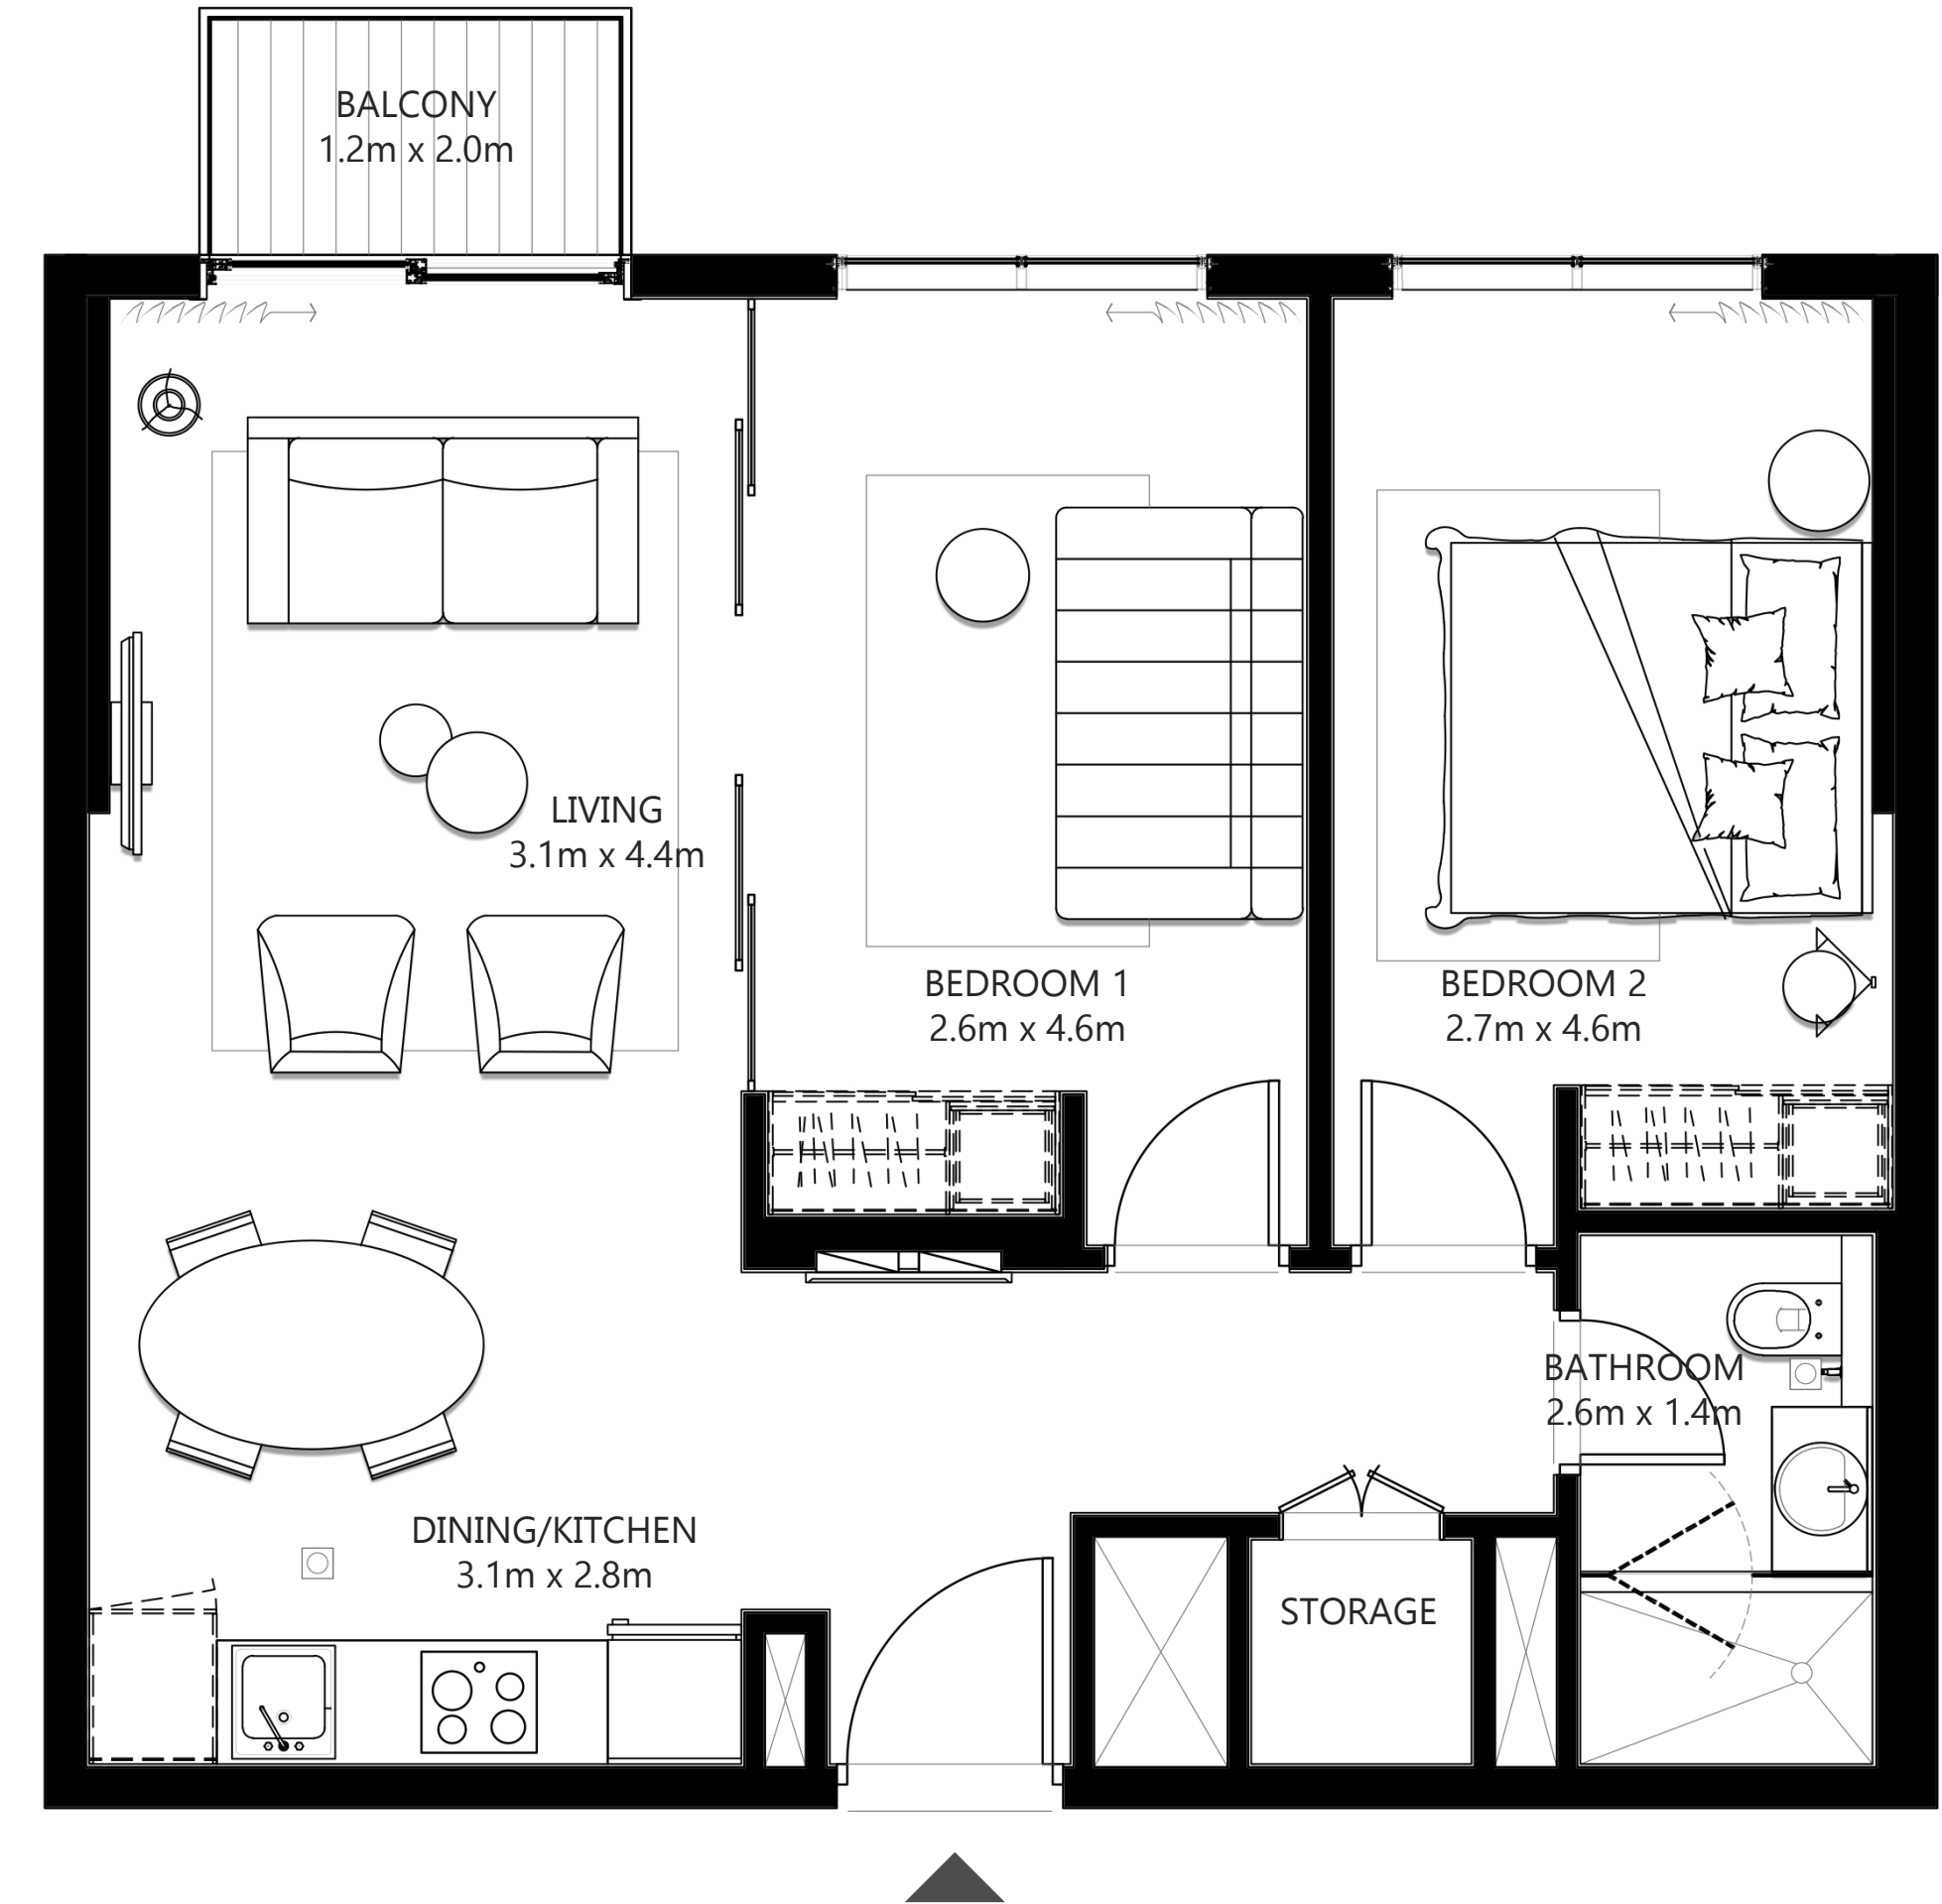 BALCONY
1.2m x 2.0m
LIVING
3.1m x 4.4m
BEDROOM 1
2.6m x 4.6m
BEDROOM 2
2.7m x 4.6m
BATHROOM
2.6m x 1.4m
DINING/KITCHEN
3.1m x 2.8m
STORAGE